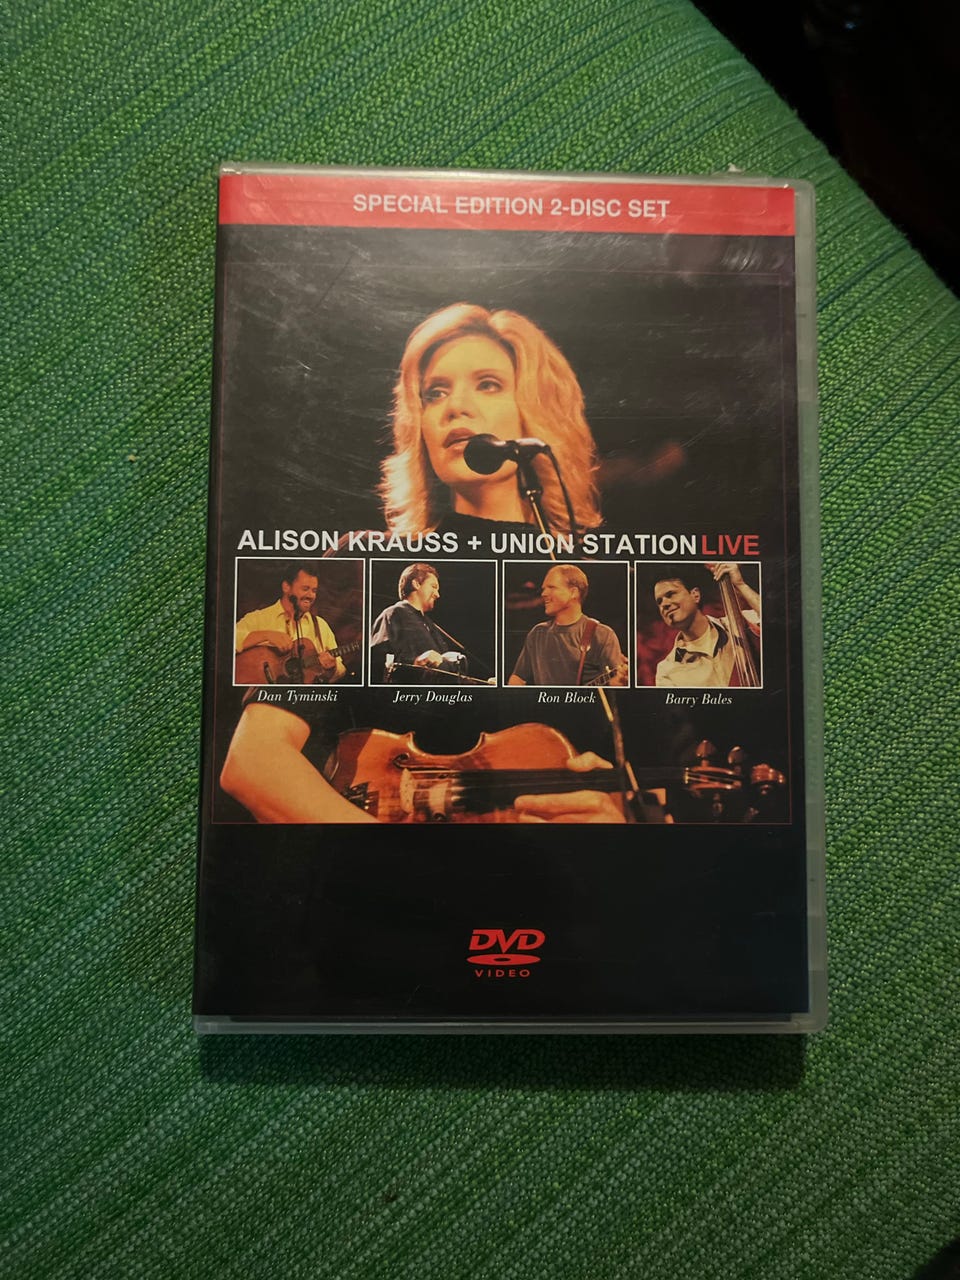 SPECIAL EDITION 2-DISC SET
ALISON KRAUSS + UNION STATION LIVE
Dan Tyminski Jerry Douglas Ron Block Barry Bales
DVD
VIDEO